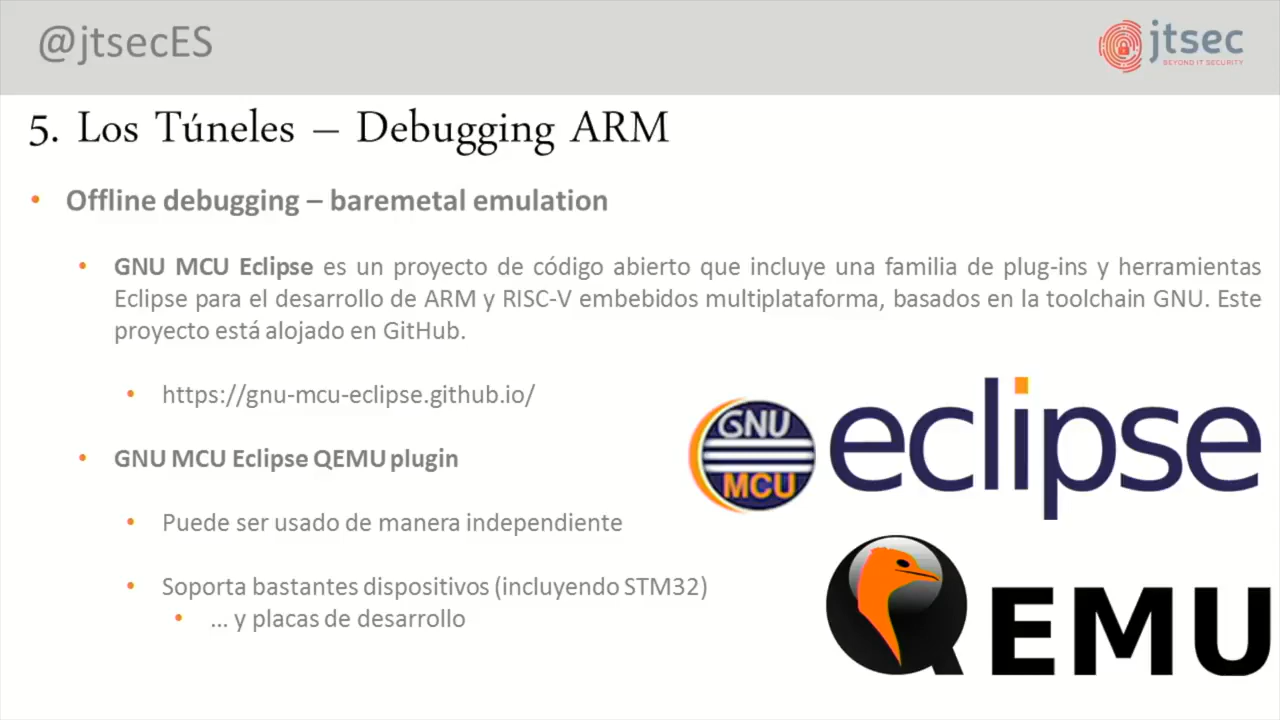 @jtsecES
jtsec
BEYOND IT SECURITY
5. Los Túneles – Debugging ARM
• Offline debugging – baremetal emulation
• GNU MCU Eclipse es un proyecto de código abierto que incluye una familia de plug-ins y herramientas
Eclipse para el desarrollo de ARM y RISC-V embebidos multiplataforma, basados en la toolchain GNU. Este
proyecto está alojado en GitHub.
• https://gnu-mcu-eclipse.github.io/
GNU
MCU
eclipse
• GNU MCU Eclipse QEMU plugin
• Puede ser usado de manera independiente
• Soporta bastantes dispositivos (incluyendo STM32)
• ... y placas de desarrollo
QEMU